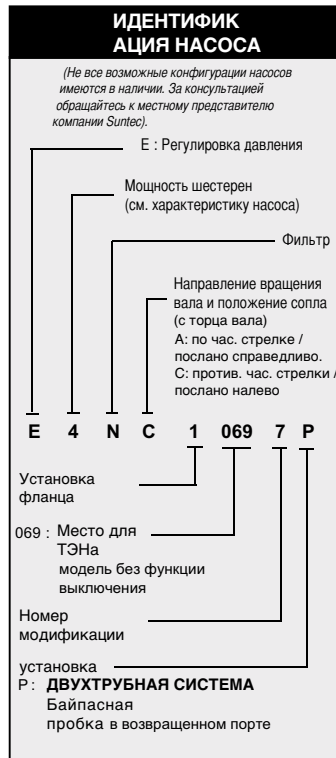 ИДЕНТИФИК
АЦИЯ НАСОСА
(Не все возможные конфигурации насосов
имеются в наличии. За консультацией
обращайтесь к местному представителю
компании Suntec).
E : Регулировка давления
Мощность шестерен
(см. характеристику насоса)
Фильтр
Направление вращения
вала и положение сопла
(с торца вала)
А: по час. стрелке /
послано справедливо.
С: против. час. стрелки /
послано налево
E 4 N C 1 069 7 P
Установка
фланца
069 : Место для
ТЭНа
модель без функции
выключения
Номер
модификации
установка
P : ДВУХТРУБНАЯ СИСТЕМА
Байпасная
пробка в возвращенном порте